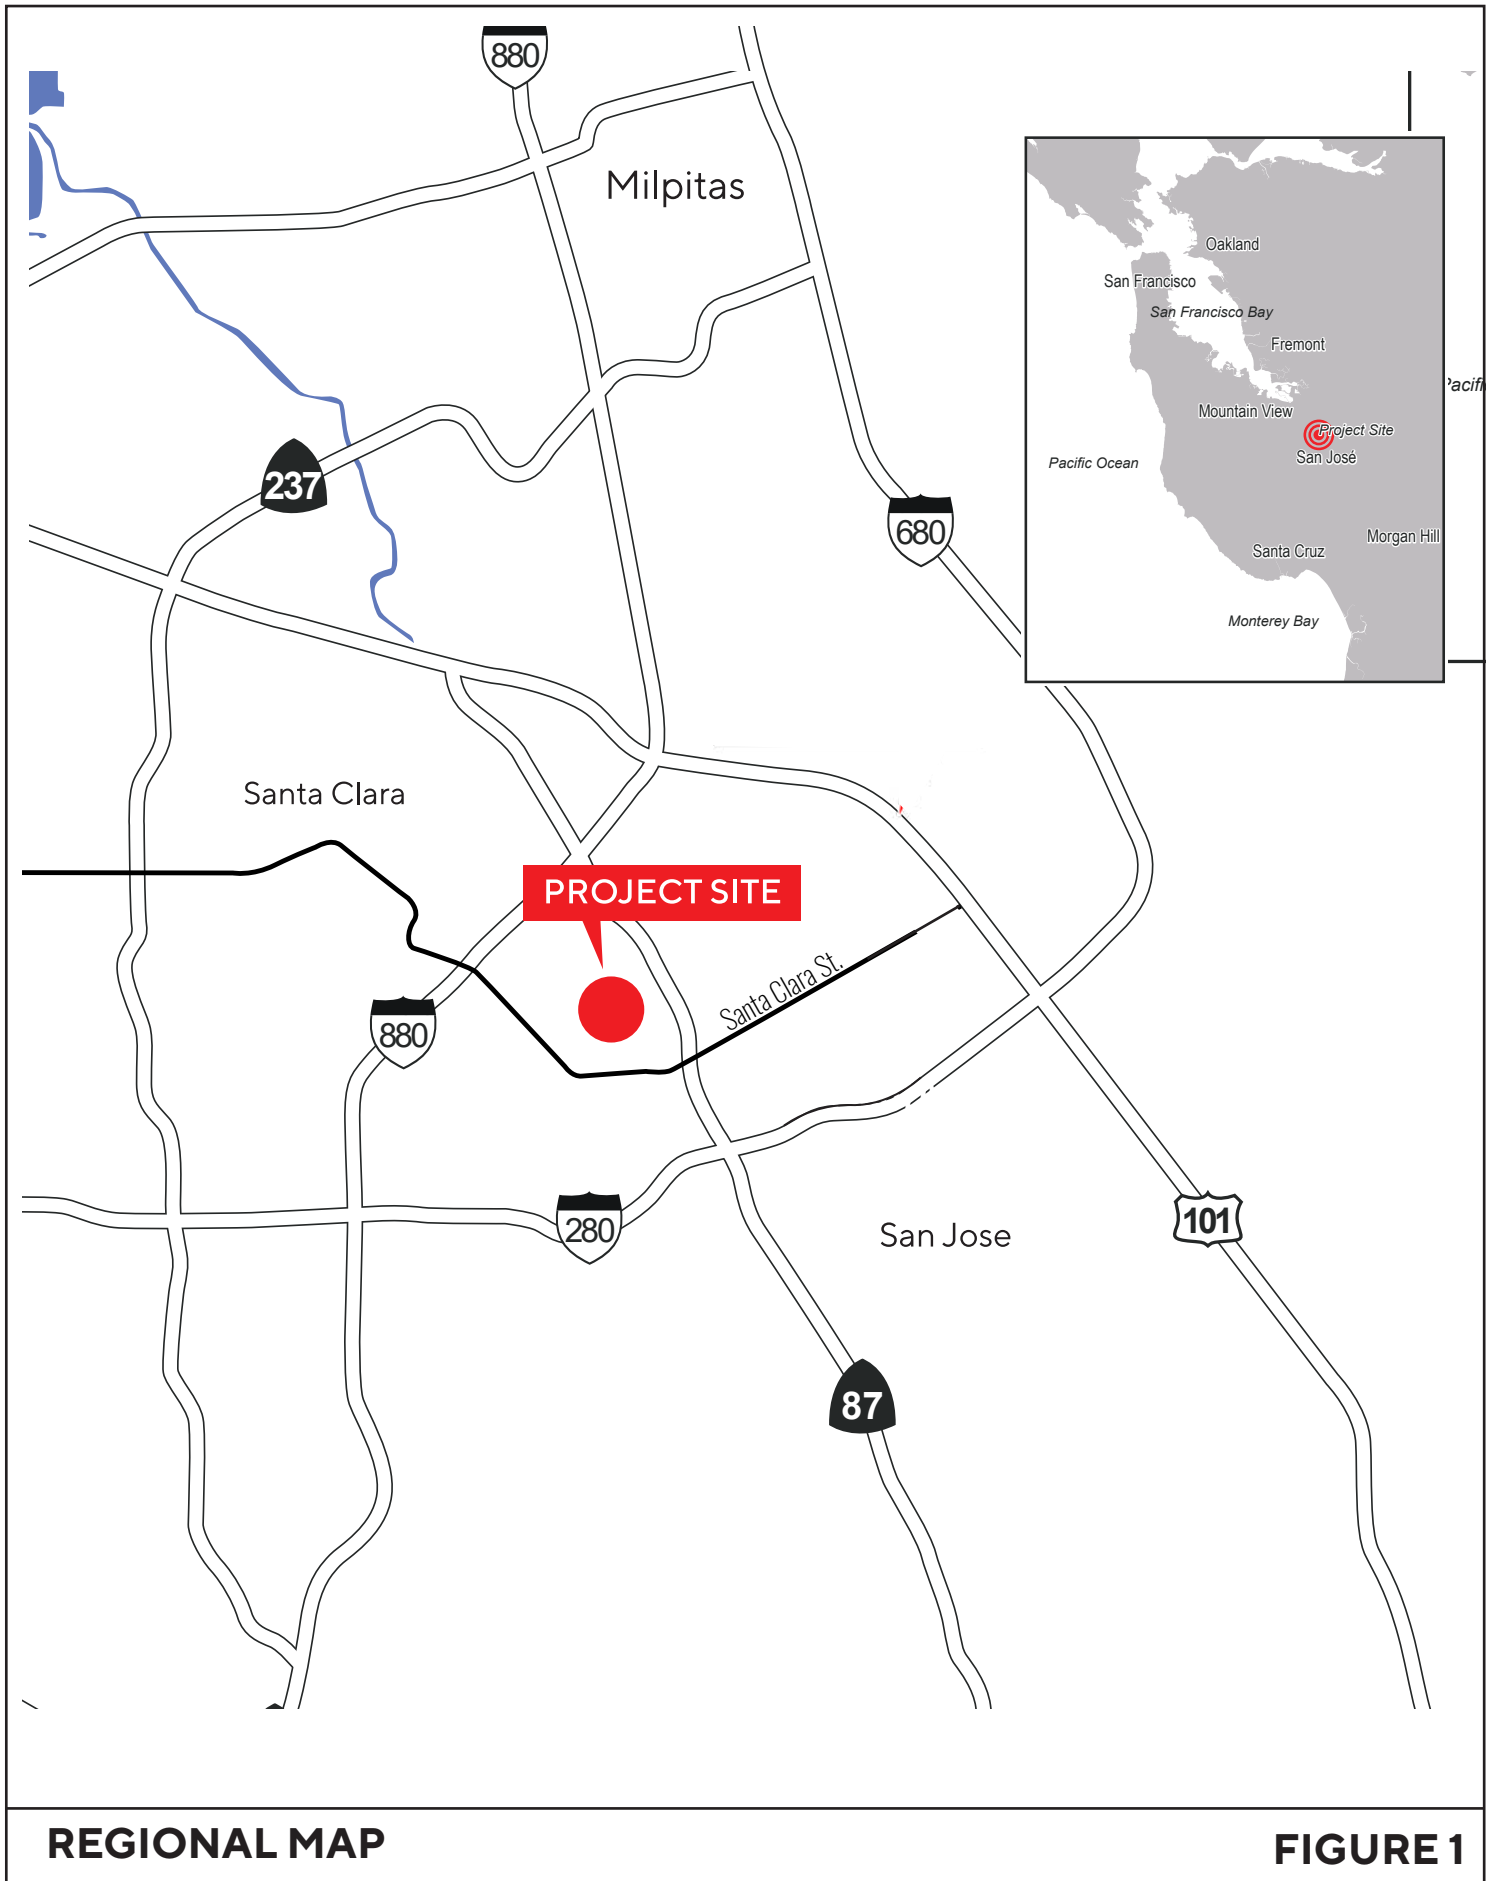 880
Milpitas
Oakland
San Francisco
San Francisco Bay
Fremont
Pacifi
Mountain View
Project Site
San José
Pacific Ocean
237
680
Morgan Hill
Santa Cruz
Monterey Bay
Santa Clara
PROJECT SITE
Santa Clara St.
880
280
San Jose
101
87
REGIONAL MAP
FIGURE 1